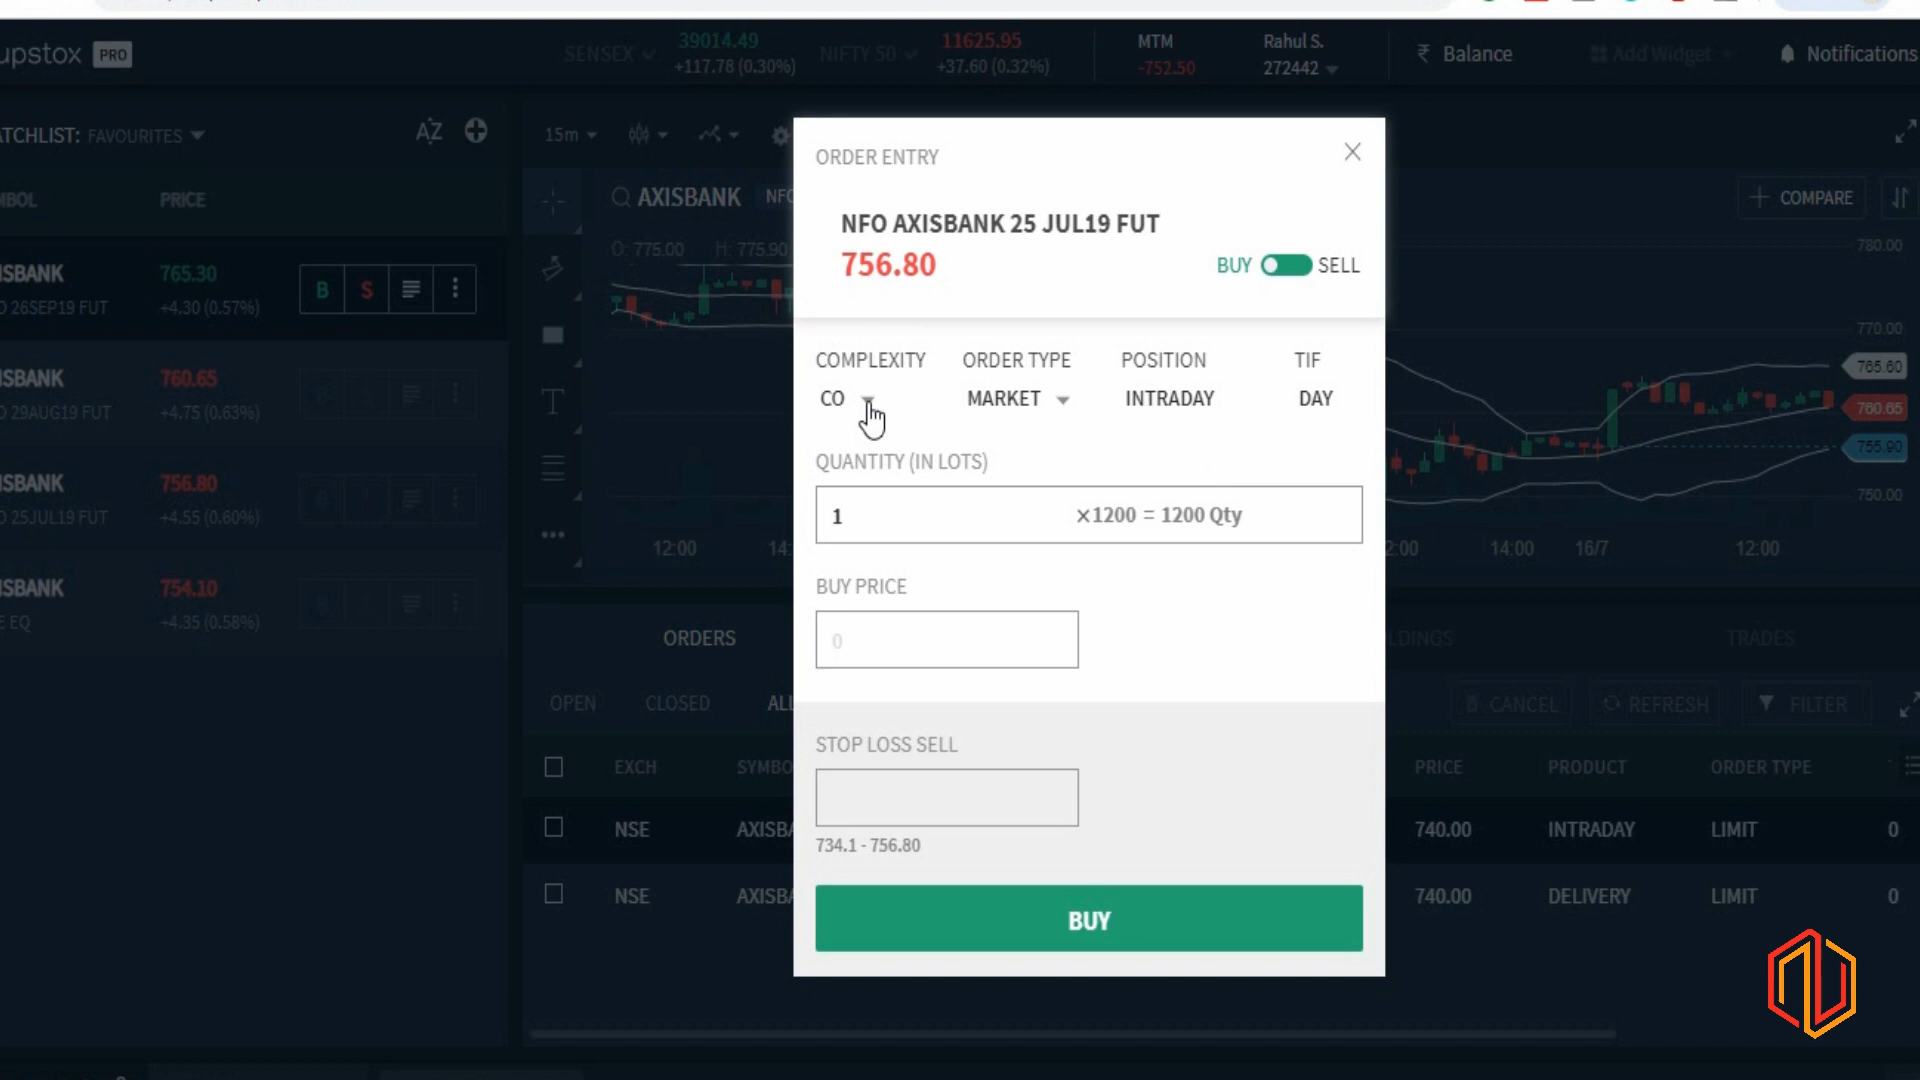 upstox PRO
SENSEX 39014.49 +117.78 (0.30%)
NIFTY 50 11625.95 +37.60 (0.32%)
MTM -752.50
Rahul S. 272442
₹ Balance
Add Widget
Notifications
ATCHLIST: FAVOURITES
AZ
MBOL PRICE
ISBANK 765.30
O 26SEP19 FUT +4.30 (0.57%)
B S
ISBANK 760.65
O 29AUG19 FUT +4.75 (0.63%)
ISBANK 756.80
O 25JUL19 FUT +4.55 (0.60%)
ISBANK 754.10
E EQ +4.35 (0.58%)
15m
AXISBANK NFO
O: 775.00 H: 775.90
COMPARE
T
780.00
770.00
765.60
760.65
755.90
750.00
12:00 14: 2:00 14:00 16/7 12:00
ORDER ENTRY
NFO AXISBANK 25 JUL19 FUT
756.80
BUY SELL
COMPLEXITY ORDER TYPE POSITION TIF
CO MARKET INTRADAY DAY
QUANTITY (IN LOTS)
1 ×1200 = 1200 Qty
BUY PRICE
0
STOP LOSS SELL
734.1 - 756.80
BUY
ORDERS LDINGS TRADES
OPEN CLOSED ALL CANCEL REFRESH FILTER
EXCH SYMBO PRICE PRODUCT ORDER TYPE
NSE AXISBA 740.00 INTRADAY LIMIT 0
NSE AXISBA 740.00 DELIVERY LIMIT 0